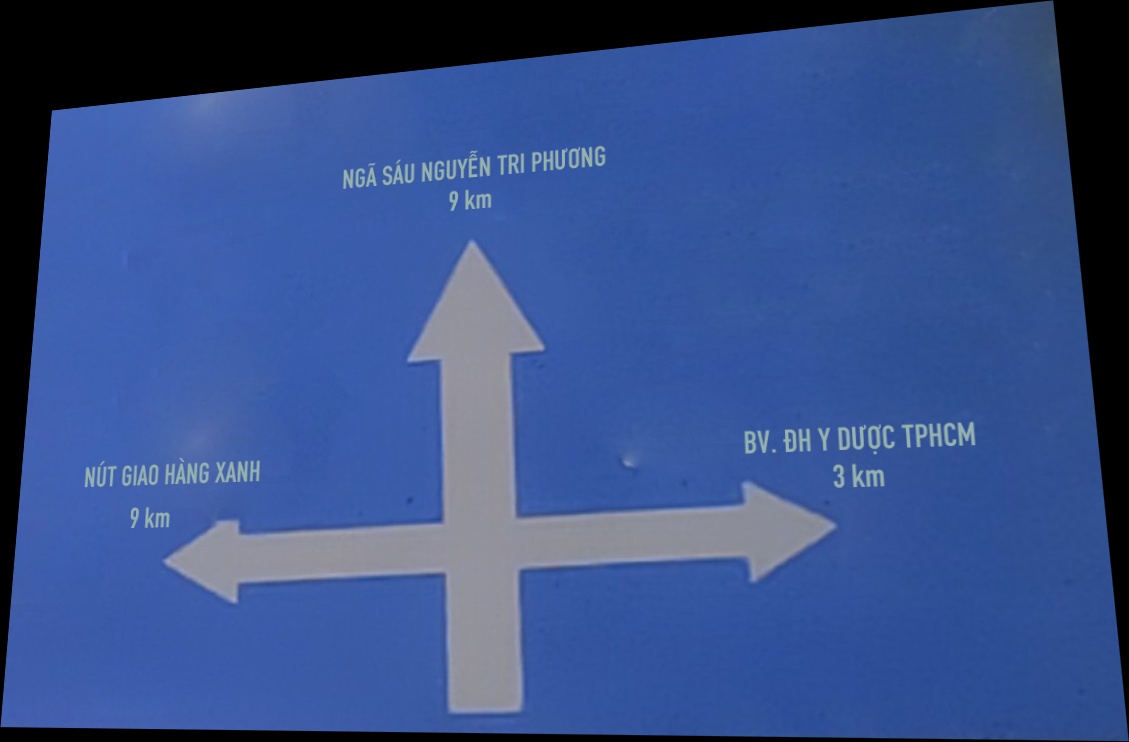 NGÃ SÁU NGUYỄN TRI PHƯƠNG
9 km
NÚT GIAO HÀNG XANH
9 km
BV. ĐH Y DƯỢC TPHCM
3 km